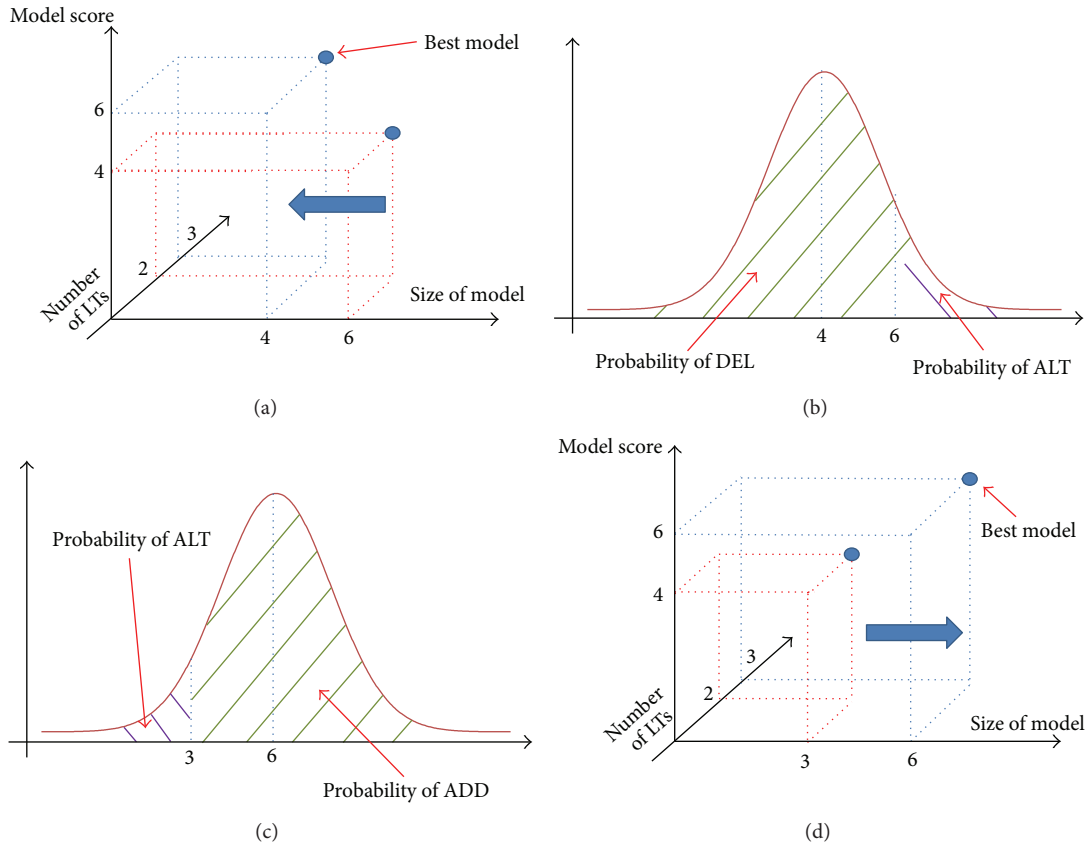 Model score
Best model
6
4
3
2
Number
of LTs
Size of model
4
6
(a)
4
6
Probability of DEL
Probability of ALT
(b)
Probability of ALT
3
6
Probability of ADD
(c)
Model score
6
Best model
4
3
2
Number
of LTs
Size of model
3
6
(d)